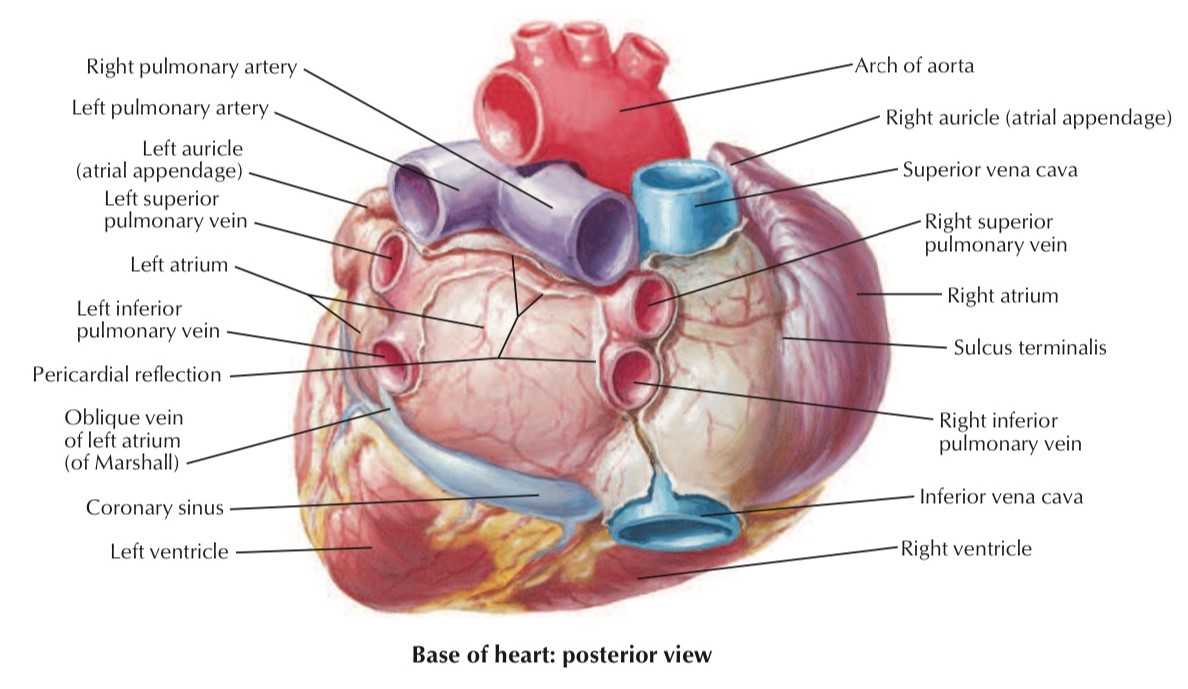 Right pulmonary artery
Left pulmonary artery
Left auricle
(atrial appendage)
Left superior
pulmonary vein
Left atrium
Left inferior
pulmonary vein
Pericardial reflection
Oblique vein
of left atrium
(of Marshall)
Coronary sinus
Left ventricle
Arch of aorta
Right auricle (atrial appendage)
Superior vena cava
Right superior
pulmonary vein
Right atrium
Sulcus terminalis
Right inferior
pulmonary vein
Inferior vena cava
Right ventricle
Base of heart: posterior view